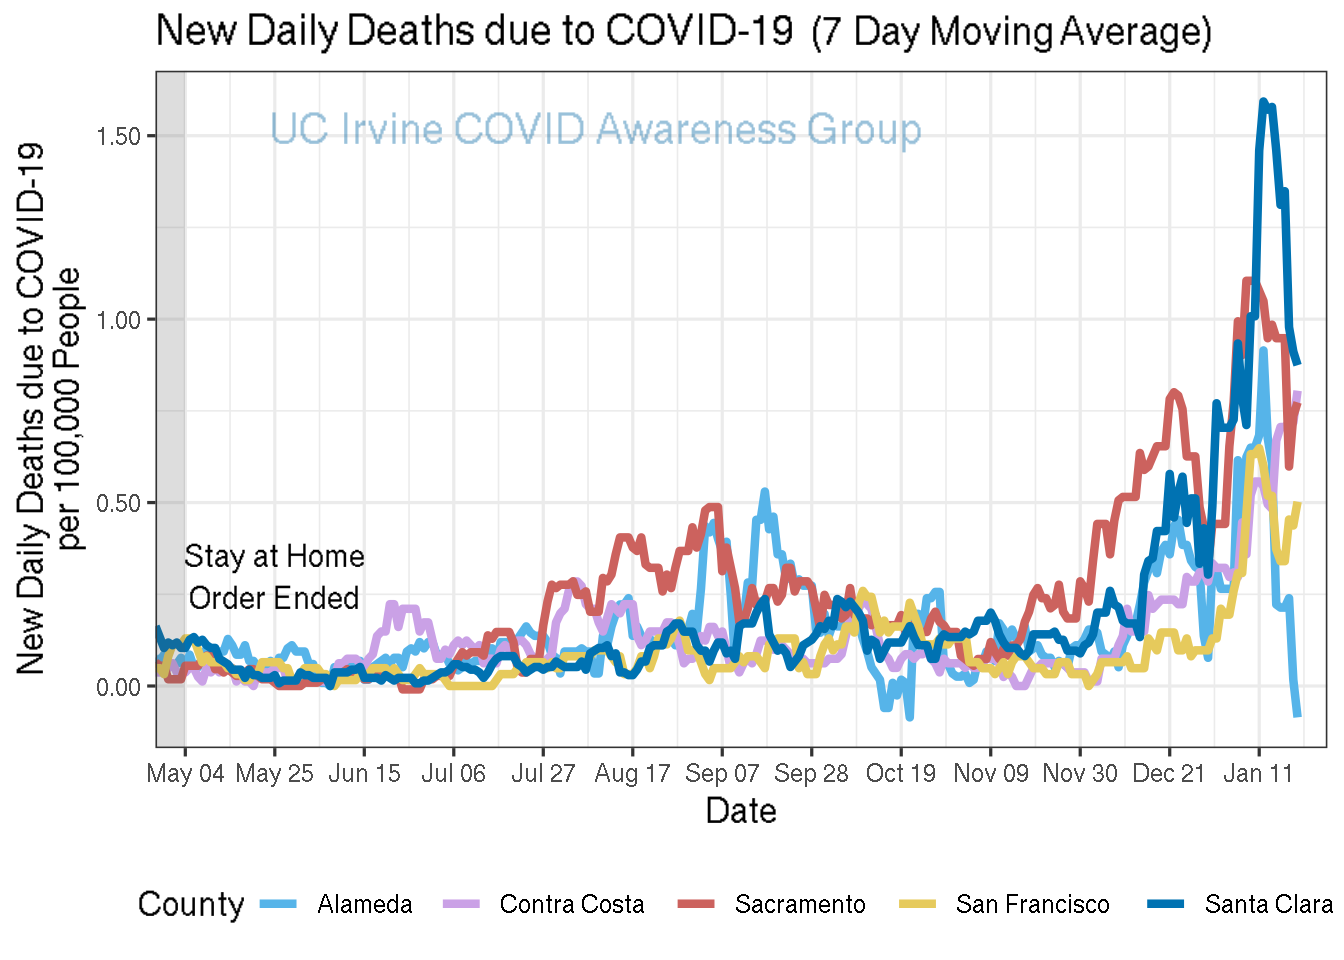 New Daily Deaths due to COVID-19 (7 Day Moving Average)
UC Irvine COVID Awareness Group
New Daily Deaths due to COVID-19
per 100,000 People
1.50
1.00
0.50
0.00
Stay at Home
Order Ended
May 04 May 25 Jun 15 Jul 06 Jul 27 Aug 17 Sep 07 Sep 28 Oct 19 Nov 09 Nov 30 Dec 21 Jan 11
Date
County Alameda Contra Costa Sacramento San Francisco Santa Clara